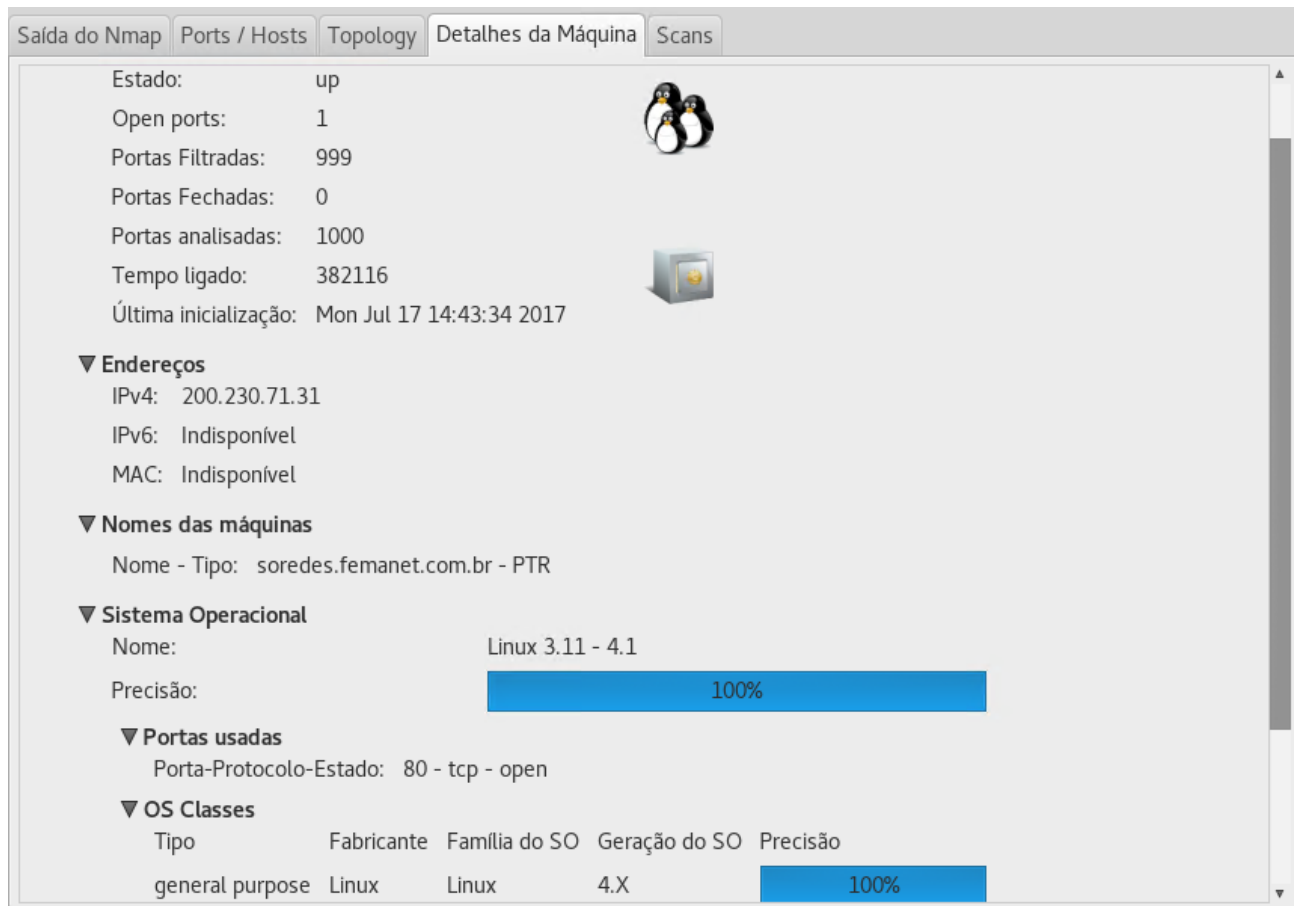 Saída do Nmap Ports / Hosts Topology Detalhes da Máquina Scans
Estado: up
Open ports: 1
Portas Filtradas: 999
Portas Fechadas: 0
Portas analisadas: 1000
Tempo ligado: 382116
Última inicialização: Mon Jul 17 14:43:34 2017
Endereços
IPv4: 200.230.71.31
IPv6: Indisponível
MAC: Indisponível
Nomes das máquinas
Nome - Tipo: soredes.femanet.com.br - PTR
Sistema Operacional
Nome: Linux 3.11 - 4.1
Precisão: 100%
Portas usadas
Porta-Protocolo-Estado: 80 - tcp - open
OS Classes
Tipo Fabricante Família do SO Geração do SO Precisão
general purpose Linux Linux 4.X 100%